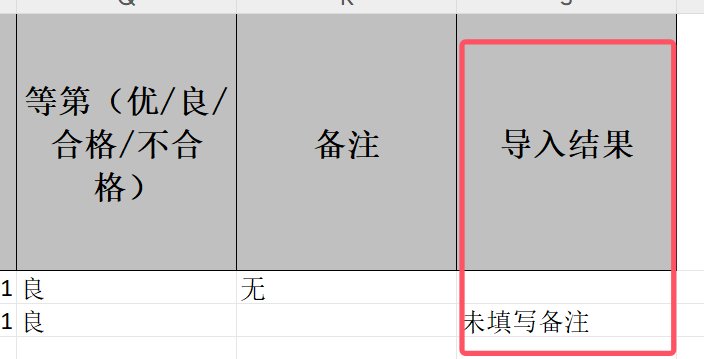 Q R S
等第（优/良/
合格/不合
格）
备注
导入结果
1 良 无
1 良 未填写备注